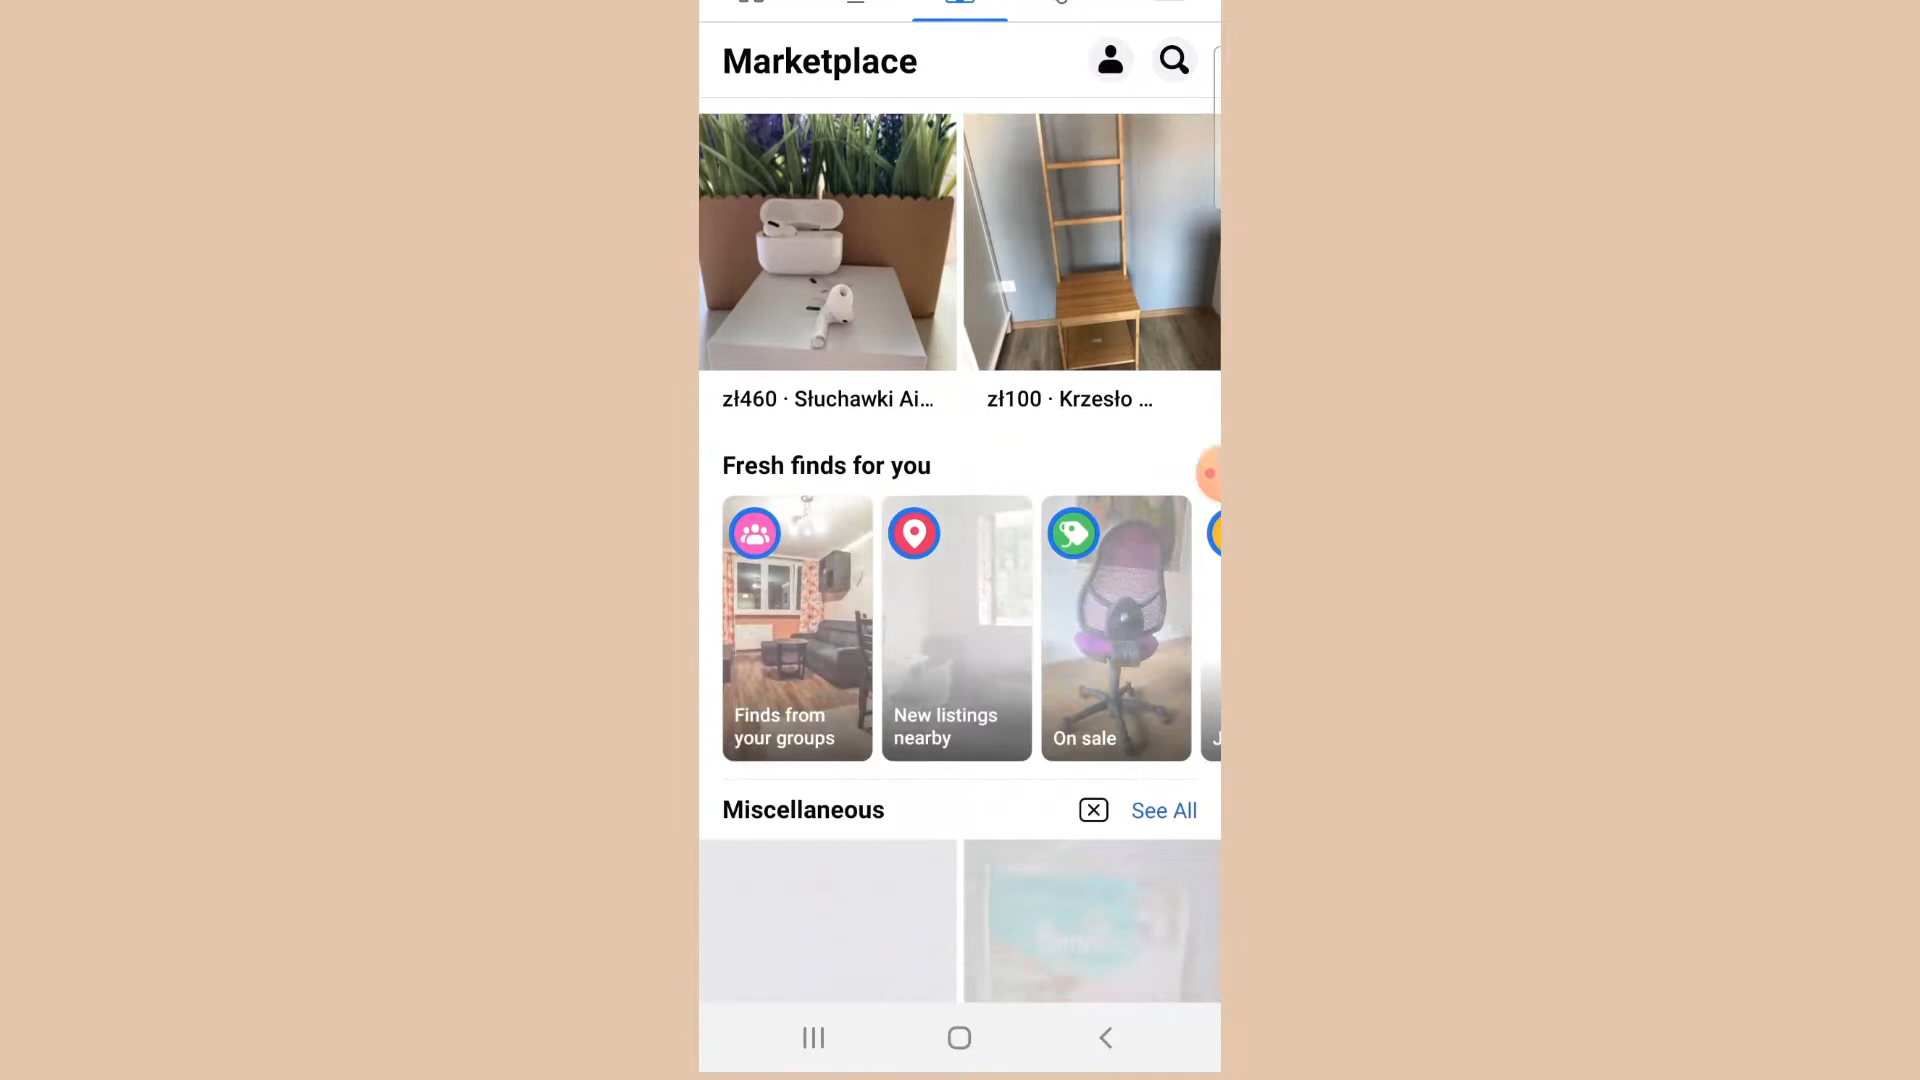 Marketplace
zł460 · Słuchawki Ai...
zł100 · Krzesło ...
Fresh finds for you
Finds from
your groups
New listings
nearby
On sale
Miscellaneous
See All